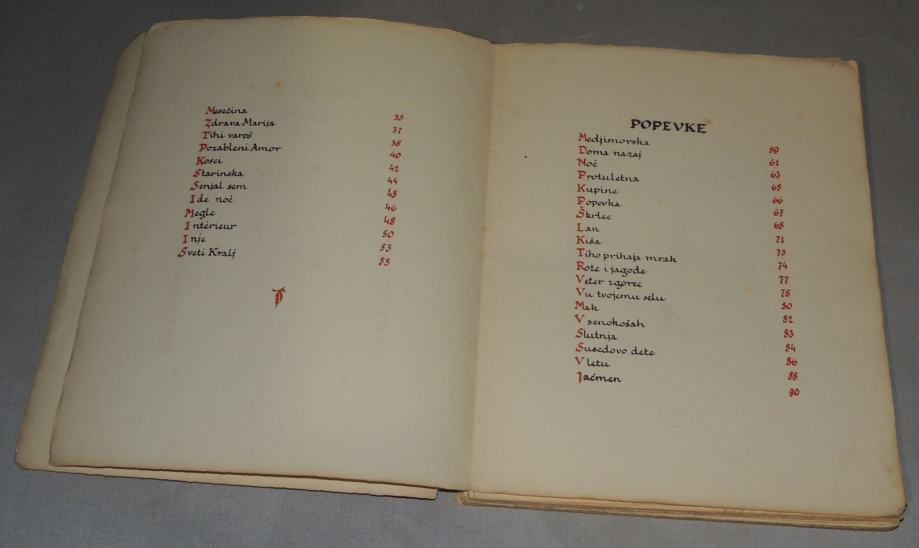 Mesečina 35
Zdrava Marija 37
Tihi varoš 38
Pozableni Amor 40
Kosci 42
Starinska 44
Senjal sem 45
Ide noć 46
Megle 48
Intérieur 50
Inje 53
Sveti Kralj 55
POPEVKE
Medjimorska 59
Doma nazaj 61
Noć 63
Protuletna 65
Kupine 66
Popevka 67
Škrlec 68
Lan 71
Kiša 73
Tiho prihaja mrak 74
Rože i jagode 77
Veter zgorec 78
Vu tvojemu selu 80
Mak 82
V senokošah 83
Slutnja 84
Susedovo dete 86
V letu 88
Jačmen 90